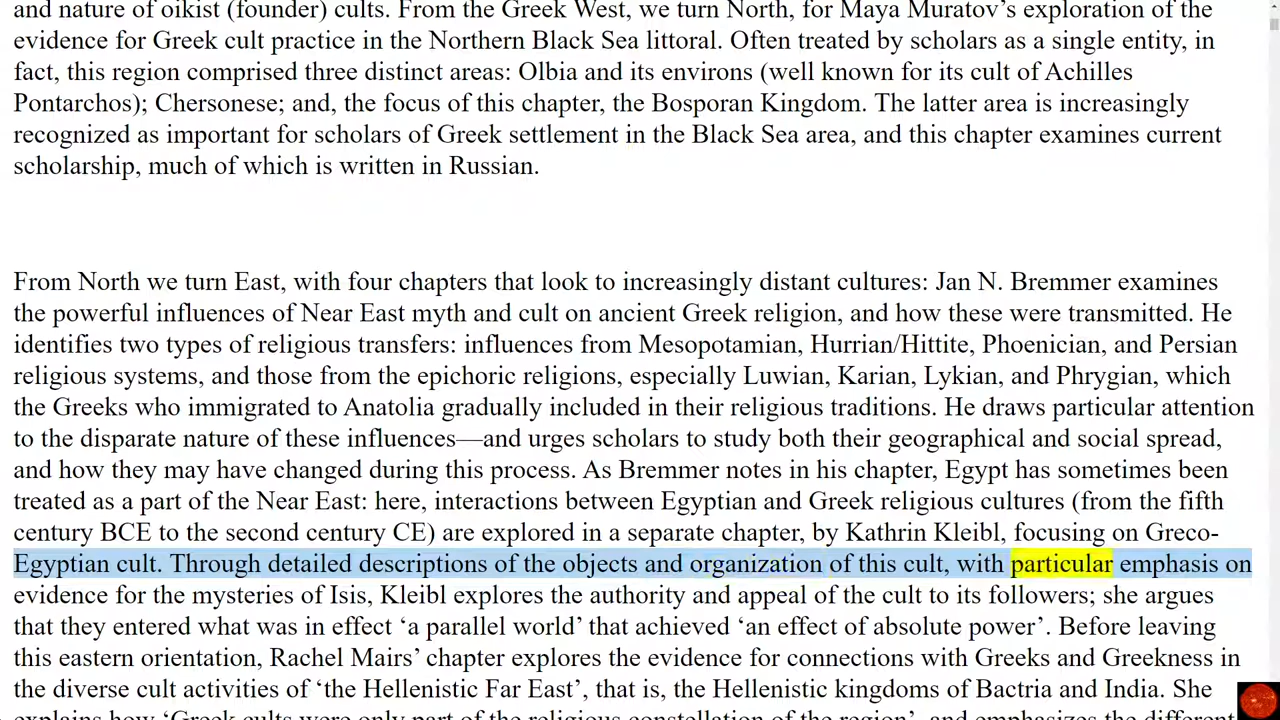 and nature of oikist (founder) cults. From the Greek West, we turn North, for Maya Muratov’s exploration of the
evidence for Greek cult practice in the Northern Black Sea littoral. Often treated by scholars as a single entity, in
fact, this region comprised three distinct areas: Olbia and its environs (well known for its cult of Achilles
Pontarchos); Chersonese; and, the focus of this chapter, the Bosporan Kingdom. The latter area is increasingly
recognized as important for scholars of Greek settlement in the Black Sea area, and this chapter examines current
scholarship, much of which is written in Russian.
From North we turn East, with four chapters that look to increasingly distant cultures: Jan N. Bremmer examines
the powerful influences of Near East myth and cult on ancient Greek religion, and how these were transmitted. He
identifies two types of religious transfers: influences from Mesopotamian, Hurrian/Hittite, Phoenician, and Persian
religious systems, and those from the epichoric religions, especially Luwian, Karian, Lykian, and Phrygian, which
the Greeks who immigrated to Anatolia gradually included in their religious traditions. He draws particular attention
to the disparate nature of these influences—and urges scholars to study both their geographical and social spread,
and how they may have changed during this process. As Bremmer notes in his chapter, Egypt has sometimes been
treated as a part of the Near East: here, interactions between Egyptian and Greek religious cultures (from the fifth
century BCE to the second century CE) are explored in a separate chapter, by Kathrin Kleibl, focusing on Greco-
Egyptian cult. Through detailed descriptions of the objects and organization of this cult, with particular emphasis on
evidence for the mysteries of Isis, Kleibl explores the authority and appeal of the cult to its followers; she argues
that they entered what was in effect ‘a parallel world’ that achieved ‘an effect of absolute power’. Before leaving
this eastern orientation, Rachel Mairs’ chapter explores the evidence for connections with Greeks and Greekness in
the diverse cult activities of ‘the Hellenistic Far East’, that is, the Hellenistic kingdoms of Bactria and India. She
explains how ‘Greek cults were only part of the religious constellation of the region’, and emphasizes the different